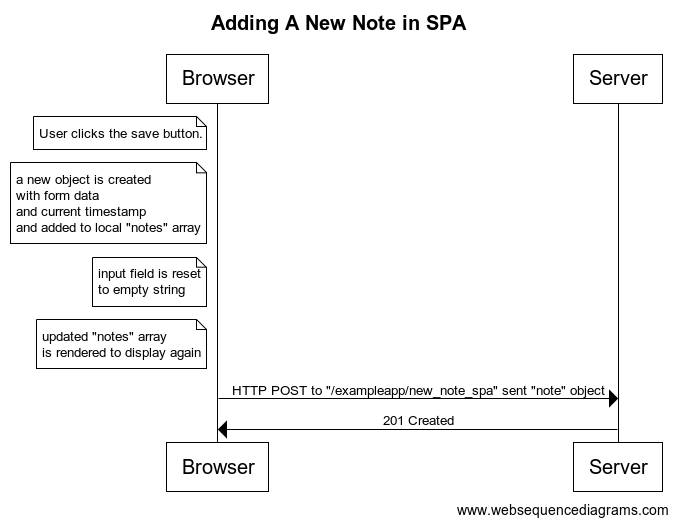 Adding A New Note in SPA
Browser
Server
User clicks the save button.
a new object is created
with form data
and current timestamp
and added to local "notes" array
input field is reset
to empty string
updated "notes" array
is rendered to display again
HTTP POST to "/exampleapp/new_note_spa" sent "note" object
201 Created
Browser
Server
www.websequencediagrams.com